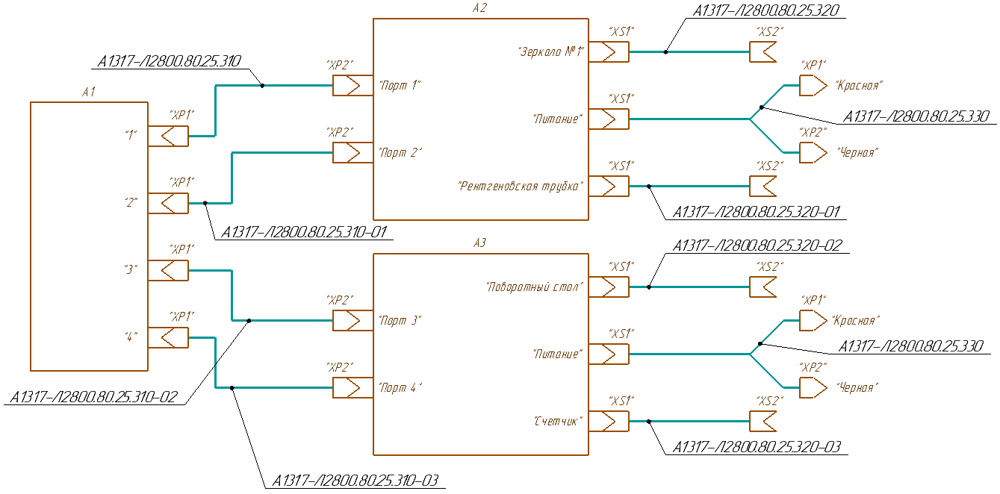 А2
А1317-Л2800.80.25.320
"XS1"
"XS2"
"Зеркало №1"
А1317-Л2800.80.25.310
"XP2"
"Порт 1"
"XP1"
"Красная"
А1
"XP1"
"1"
"XS1"
"Питание"
А1317-Л2800.80.25.330
"XP2"
"Порт 2"
"XP2"
"Черная"
"XP1"
"2"
"XS1"
"XS2"
"Рентгеновская трубка"
А1317-Л2800.80.25.320-01
А1317-Л2800.80.25.310-01
А3
А1317-Л2800.80.25.320-02
"XP1"
"3"
"XS1"
"XS2"
"Поворотный стол"
"XP2"
"Порт 3"
"XP1"
"Красная"
"XP1"
"4"
"XS1"
"Питание"
А1317-Л2800.80.25.330
"XP2"
"Порт 4"
"XP2"
"Черная"
А1317-Л2800.80.25.310-02
"XS1"
"XS2"
"Счетчик"
А1317-Л2800.80.25.320-03
А1317-Л2800.80.25.310-03